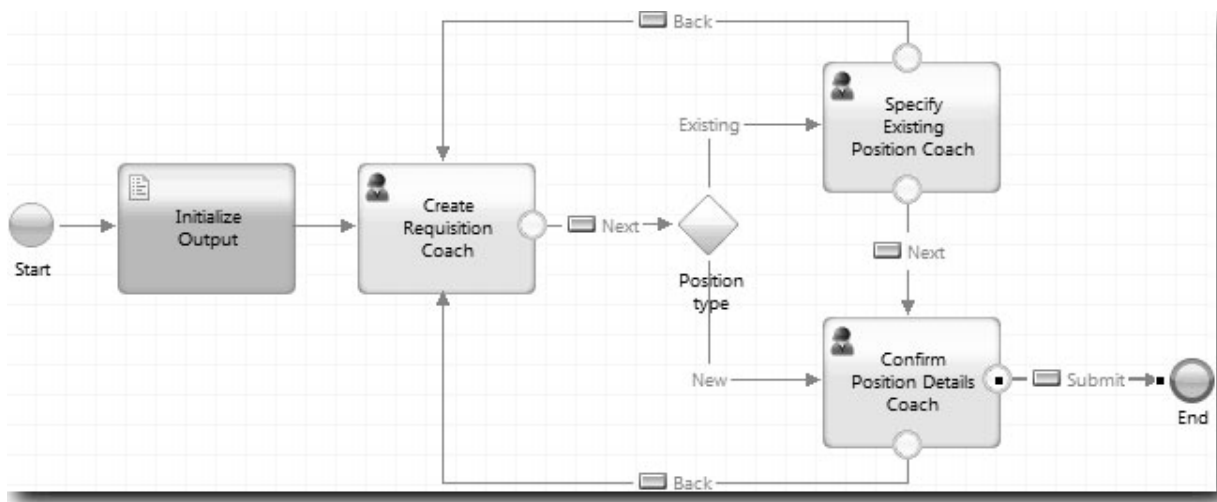 Back
Specify
Existing
Position Coach
Existing
Initialize
Output
Create
Requisition
Coach
Next
Start
Position
type
Next
Confirm
Position Details
Coach
New
Submit
End
Back